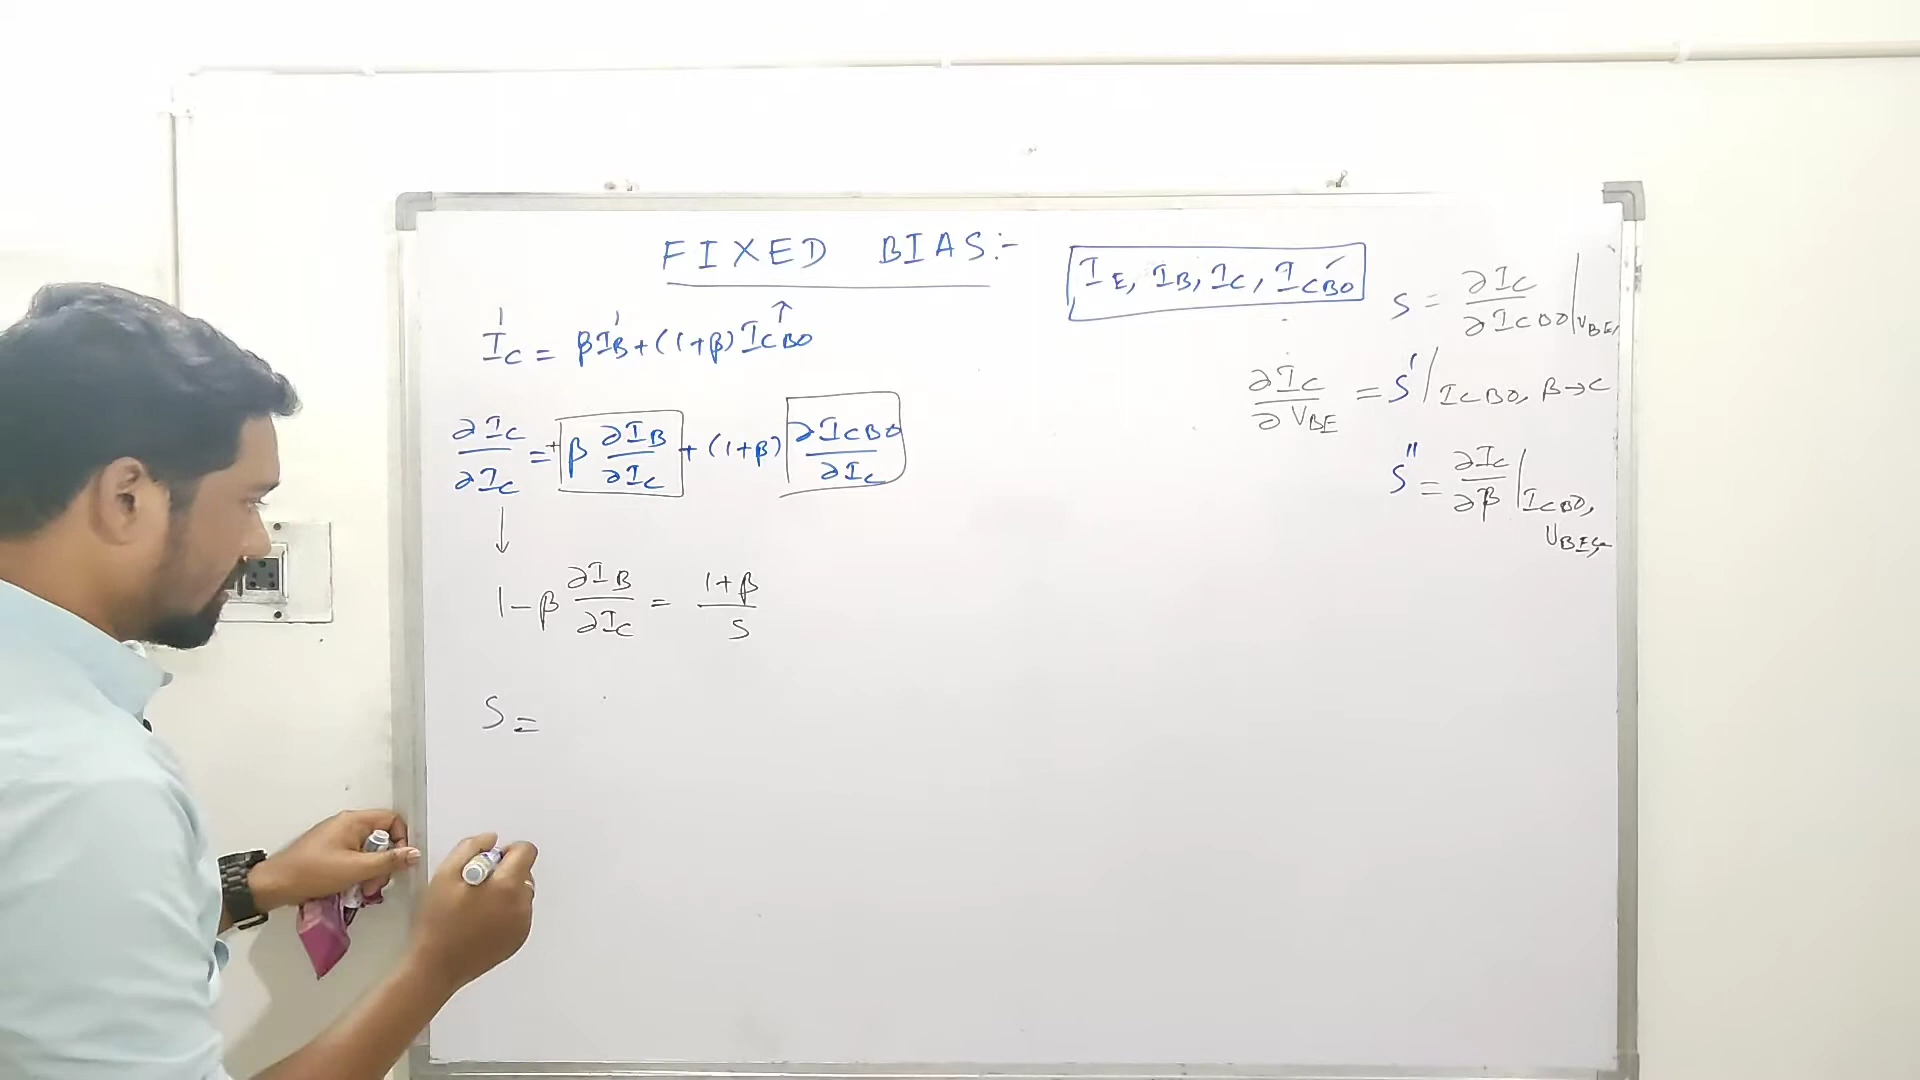 FIXED BIAS:-
I_E, I_B, I_C, I_CBO
I_C = βI_B + (1+β) I_CBO
∂I_C/∂I_C = + β ∂I_B/∂I_C + (1+β) ∂I_CBO/∂I_C
↓
1-β ∂I_B/∂I_C = (1+β)/S
S =
S = ∂I_C/∂I_CBO | V_BE,
∂I_C/∂V_BE = S' / I_CBO, β→C
S'' = ∂I_C/∂β | I_CBO,